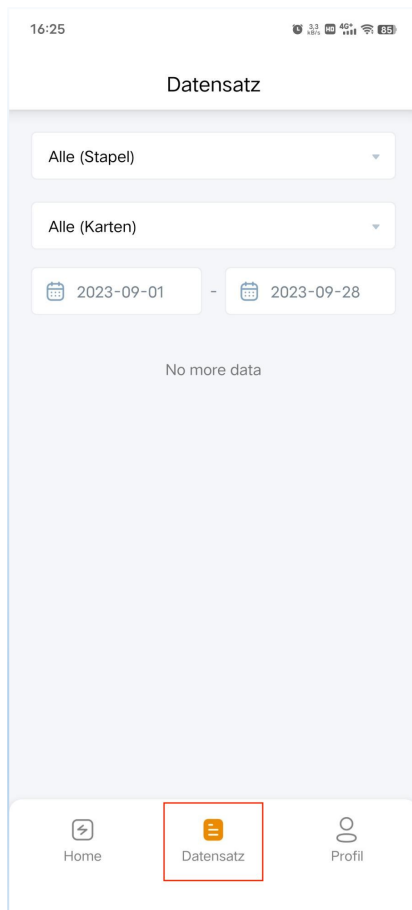 16:25
3,3 kB/s HD 4G+ 85
Datensatz
Alle (Stapel)
Alle (Karten)
2023-09-01 - 2023-09-28
No more data
Home Datensatz Profil